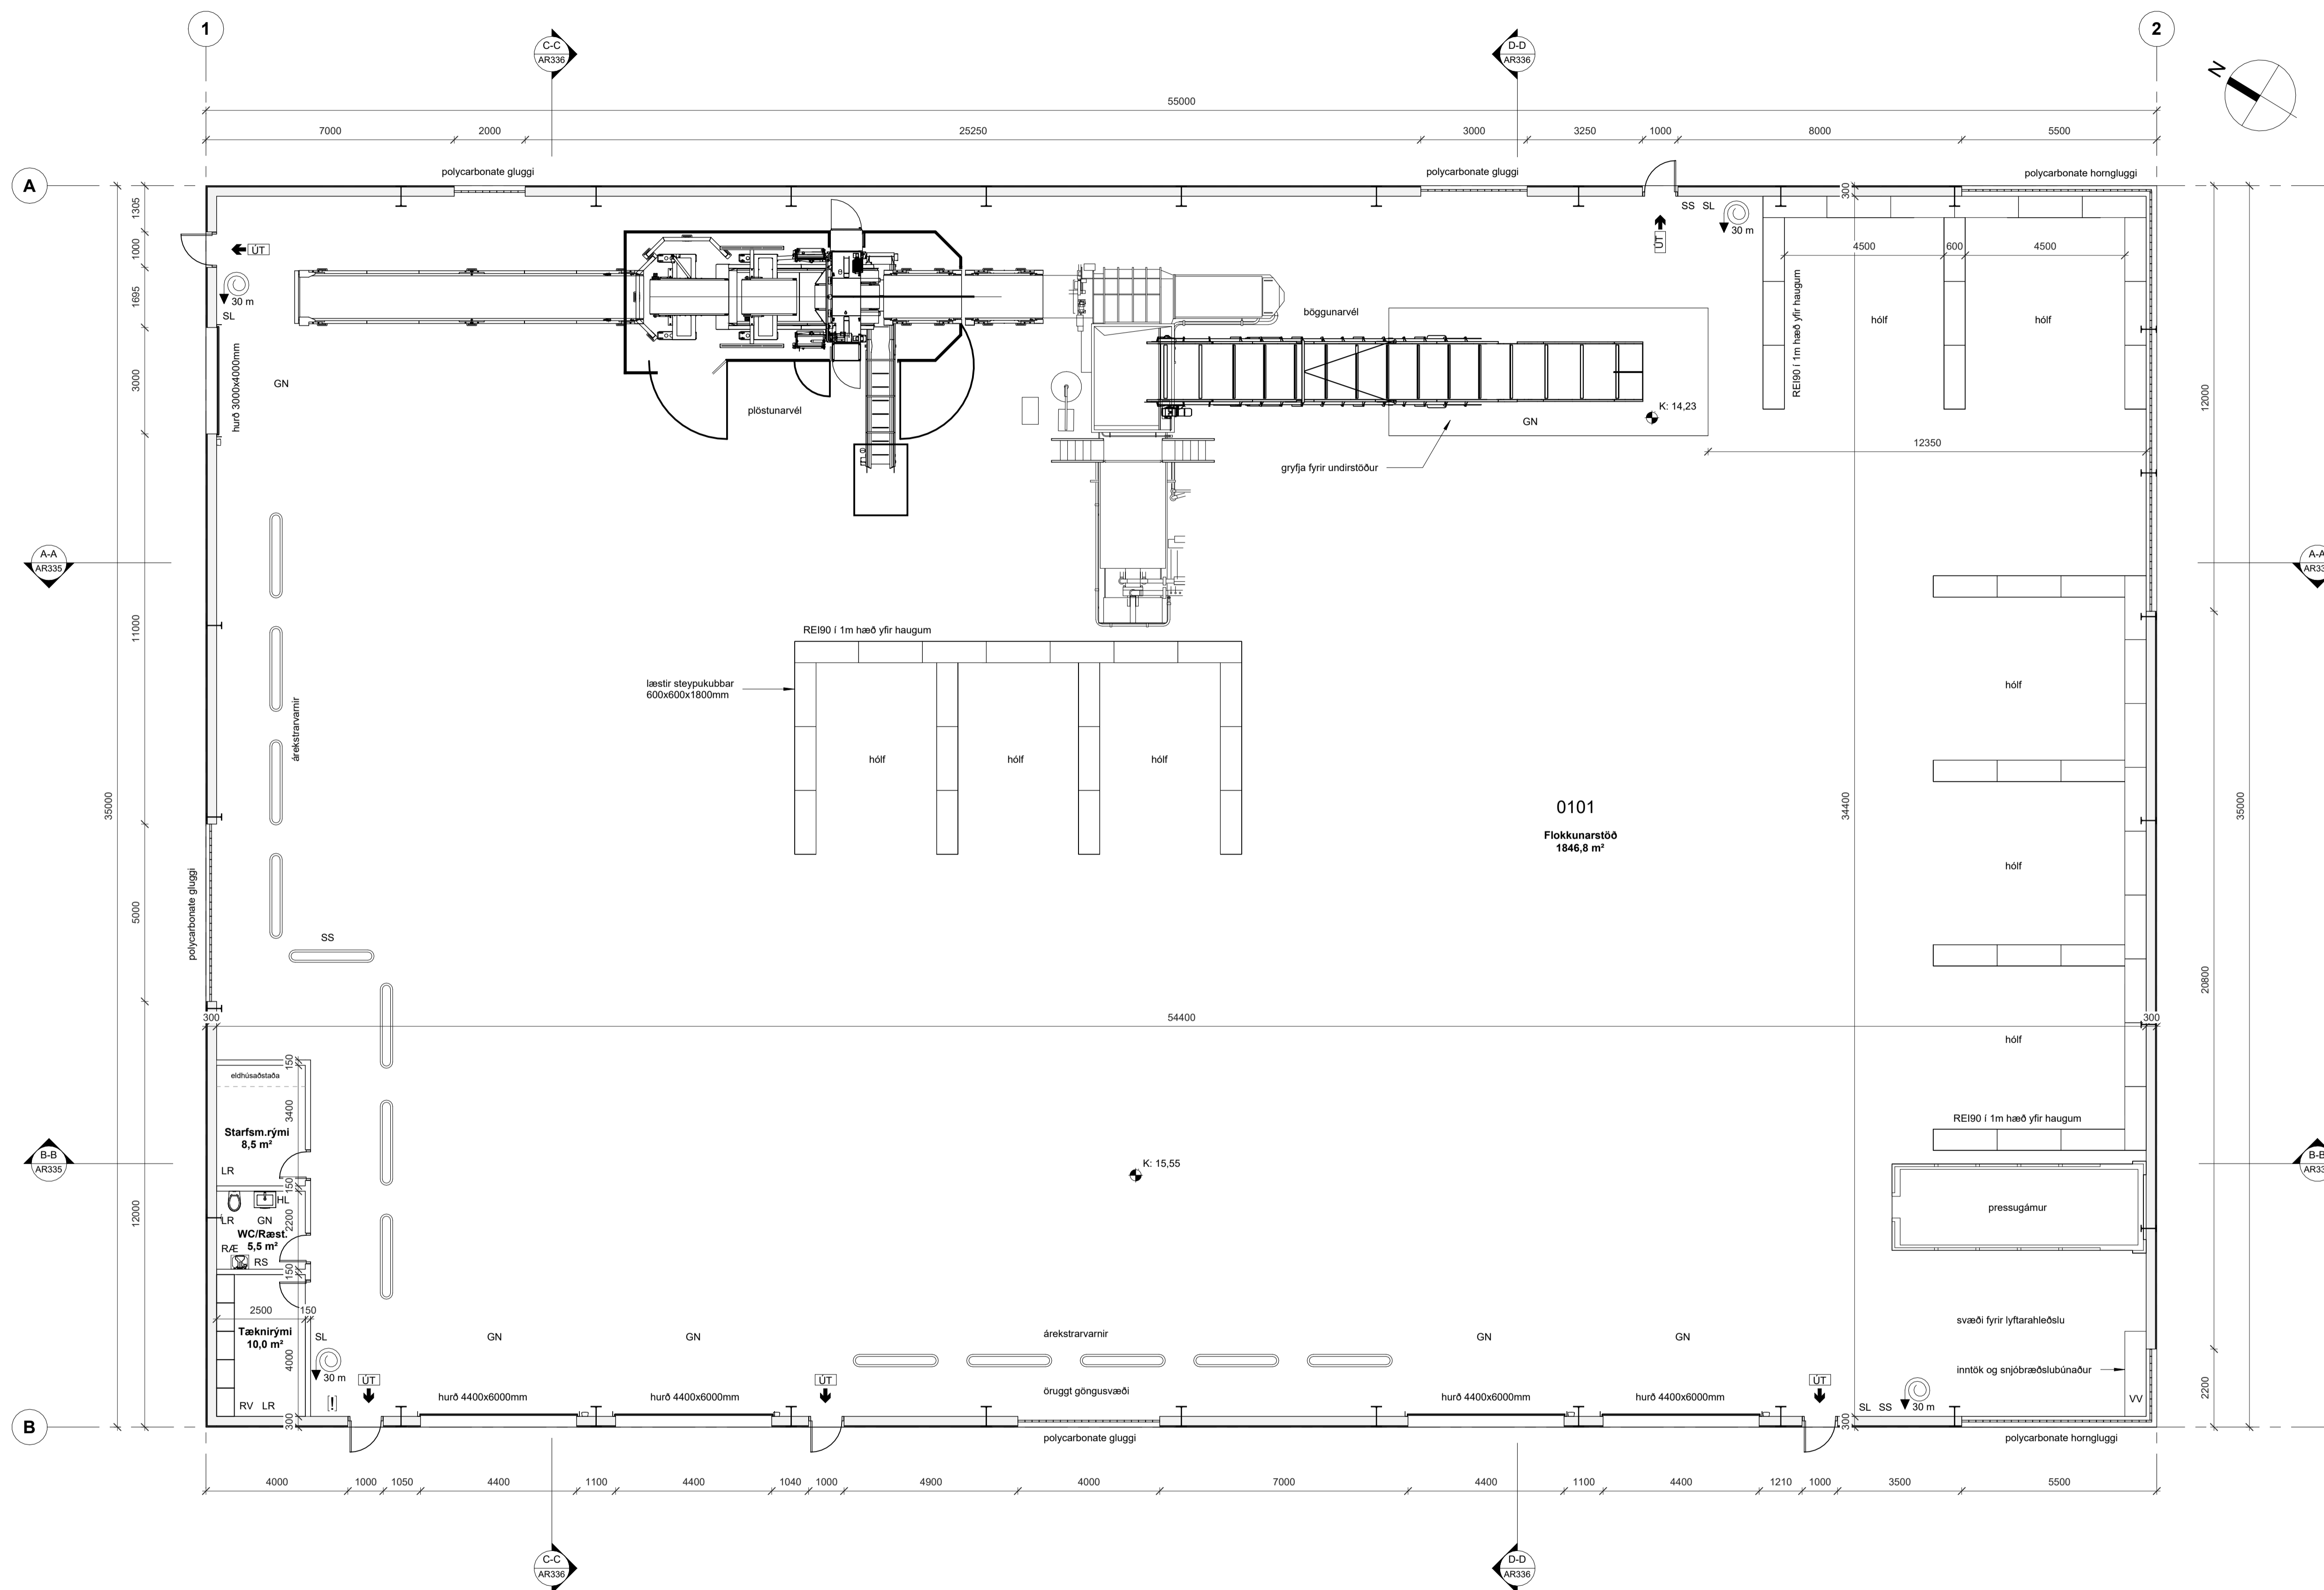 1
C-C
AR336
D-D
AR336
2
N
55000
7000
2000
25250
3000
3250
1000
8000
5500
polycarbonate gluggi
polycarbonate gluggi
polycarbonate horngluggi
A
1305
1000
1695
3000
11000
5000
12000
35000
ÚT
30 m
SL
hurð 3000x4000mm
GN
plöstunarvél
böggunarvél
gryfja fyrir undirstöður
GN
K: 14,23
ÚT
SS SL
30 m
300
4500
600
4500
REI90 í 1m hæð yfir haugum
hólf
hólf
12350
12000
A-A
AR335
A-A
AR33
árekstrarvarnir
REI90 í 1m hæð yfir haugum
læstir steypukubbar
600x600x1800mm
hólf
hólf
hólf
hólf
0101
Flokkunarstöð
1846,8 m²
34400
35000
hólf
polycarbonate gluggi
SS
20800
300
54400
300
hólf
150
eldhúsaðstaða
3400
Starfsm.rými
8,5 m²
LR
REI90 í 1m hæð yfir haugum
B-B
AR335
K: 15,55
B-B
AR33
150
HL
LR
GN
2200
WC/Ræst.
5,5 m²
RÆ
RS
150
pressugámur
2500
150
Tæknirými
10,0 m²
4000
SL
30 m
RV LR
!
300
ÚT
GN
GN
árekstrarvarnir
GN
GN
svæði fyrir lyftarahleðslu
inntök og snjóbræðslubúnaður
2200
hurð 4400x6000mm
hurð 4400x6000mm
ÚT
öruggt göngusvæði
hurð 4400x6000mm
hurð 4400x6000mm
ÚT
SL SS
30 m
VV
300
B
polycarbonate gluggi
polycarbonate horngluggi
4000
1000
1050
4400
1100
4400
1040
1000
4900
4000
7000
4400
1100
4400
1210
1000
3500
5500
C-C
AR336
D-D
AR336